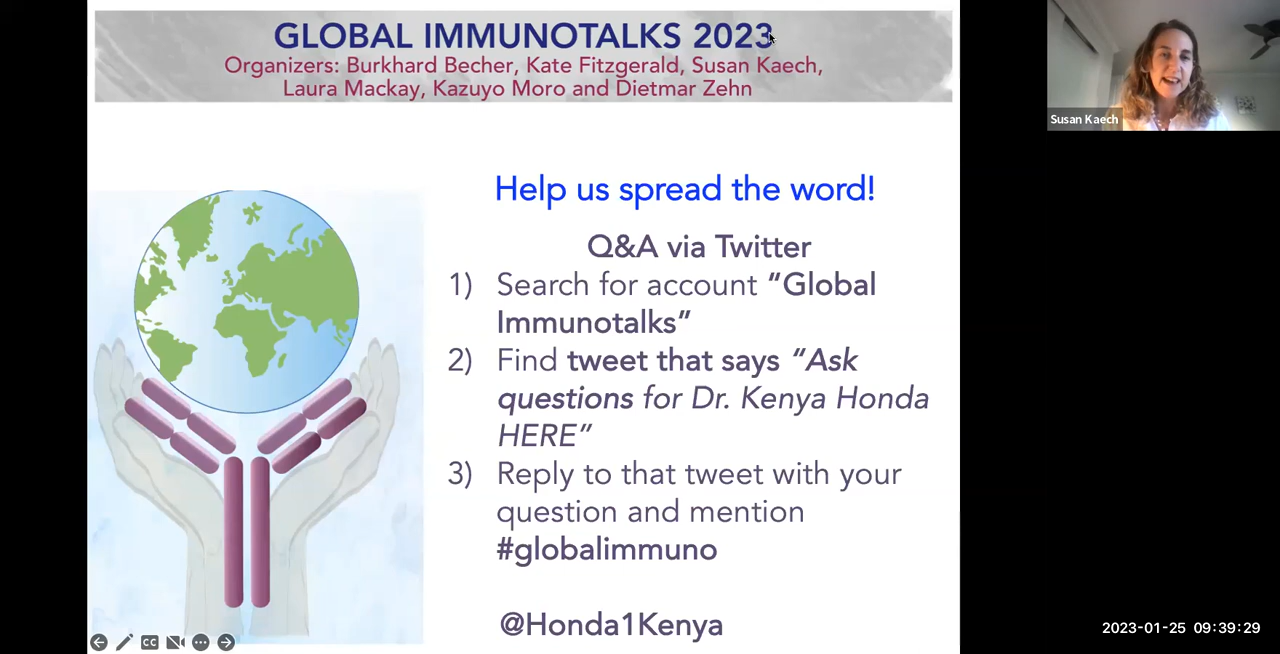 GLOBAL IMMUNOTALKS 2023
Organizers: Burkhard Becher, Kate Fitzgerald, Susan Kaech,
Laura Mackay, Kazuyo Moro and Dietmar Zehn
Susan Kaech
Help us spread the word!
Q&A via Twitter
1) Search for account “Global
Immunotalks”
2) Find tweet that says “Ask
questions for Dr. Kenya Honda
HERE”
3) Reply to that tweet with your
question and mention
#globalimmuno
@Honda1Kenya
CC
2023-01-25 09:39:29